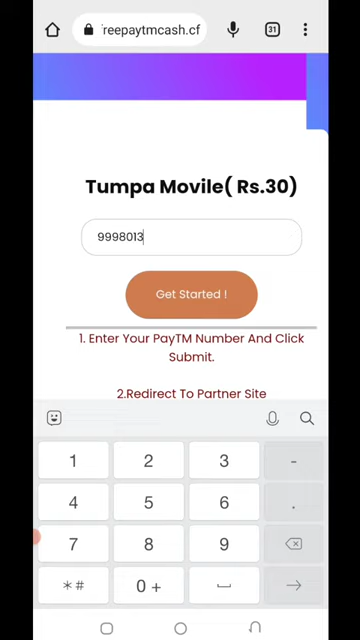 'reepaytmcash.cf
31
Tumpa Movile( Rs.30)
9998013
Get Started !
1. Enter Your PayTM Number And Click
Submit.
2.Redirect To Partner Site
1 2 3 -
4 5 6 .
7 8 9
*# 0 +